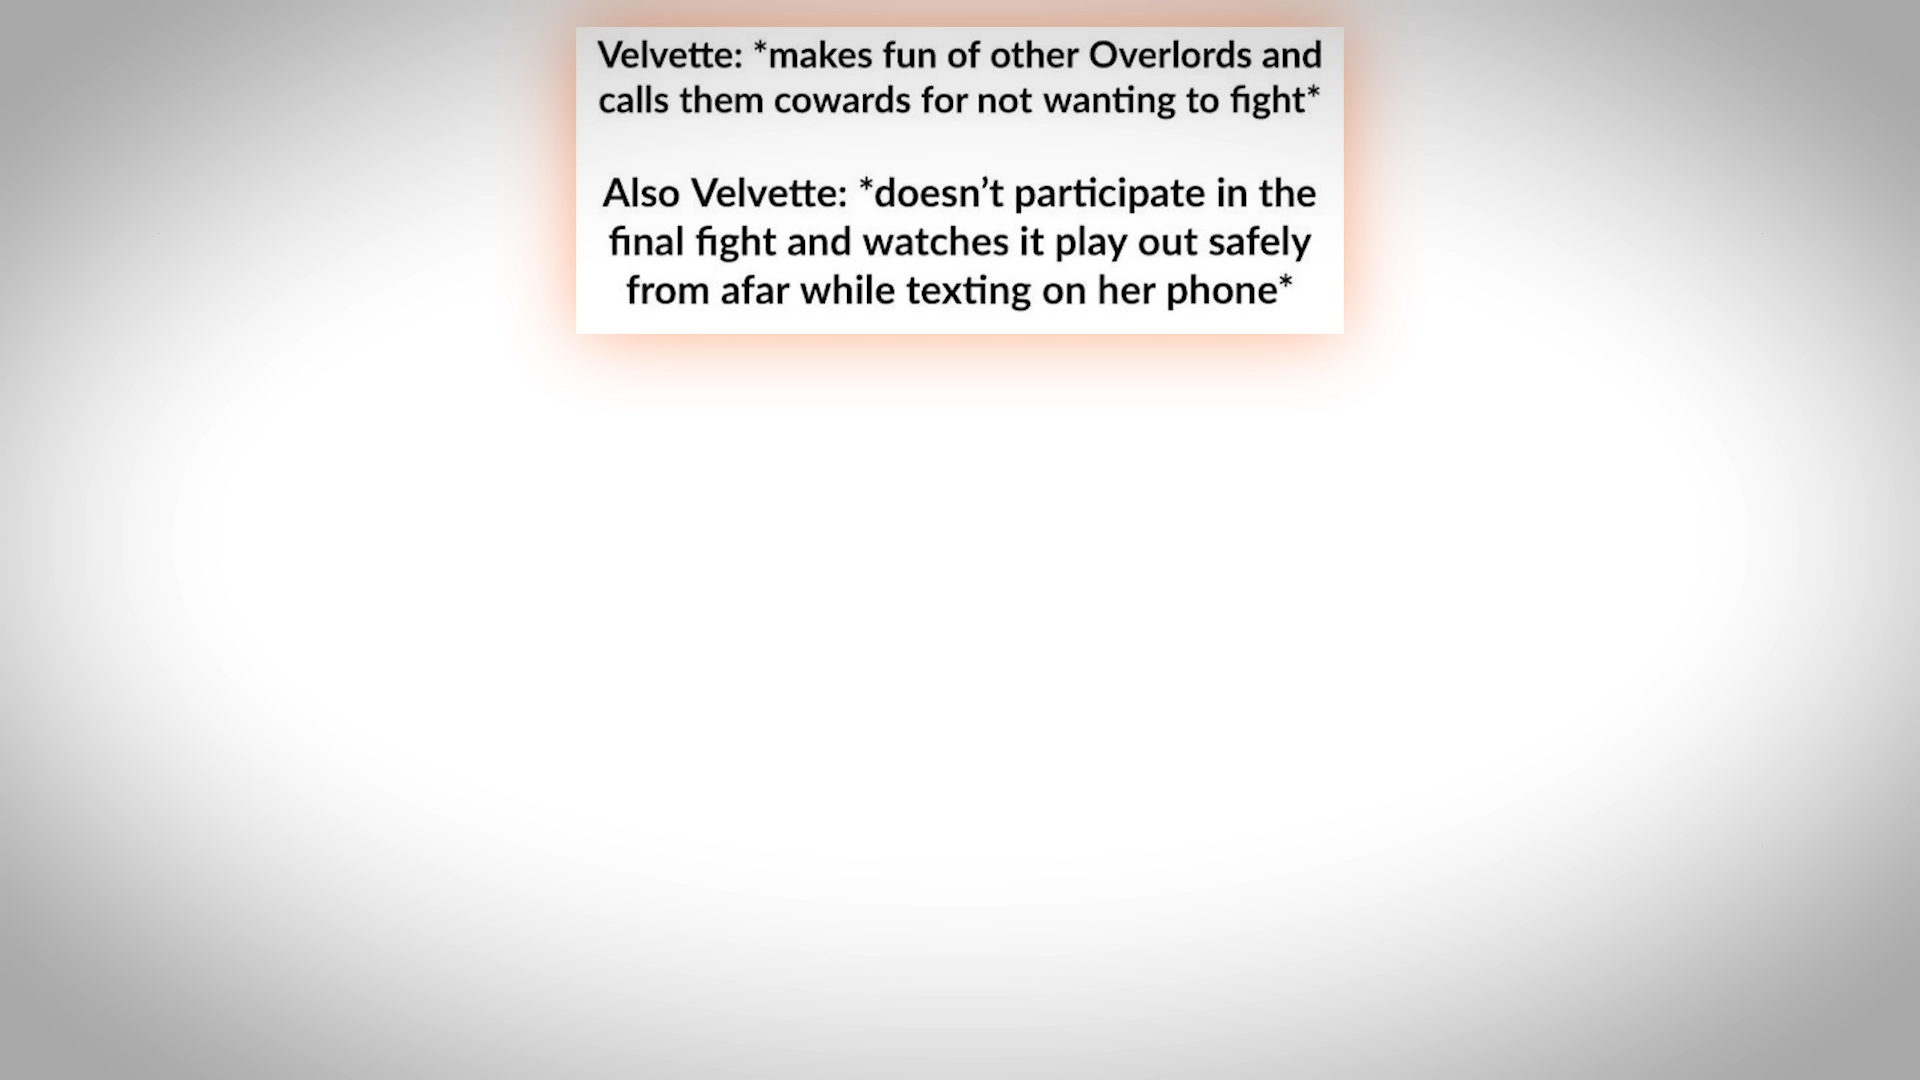 Velvette: *makes fun of other Overlords and
calls them cowards for not wanting to fight*
Also Velvette: *doesn’t participate in the
final fight and watches it play out safely
from afar while texting on her phone*